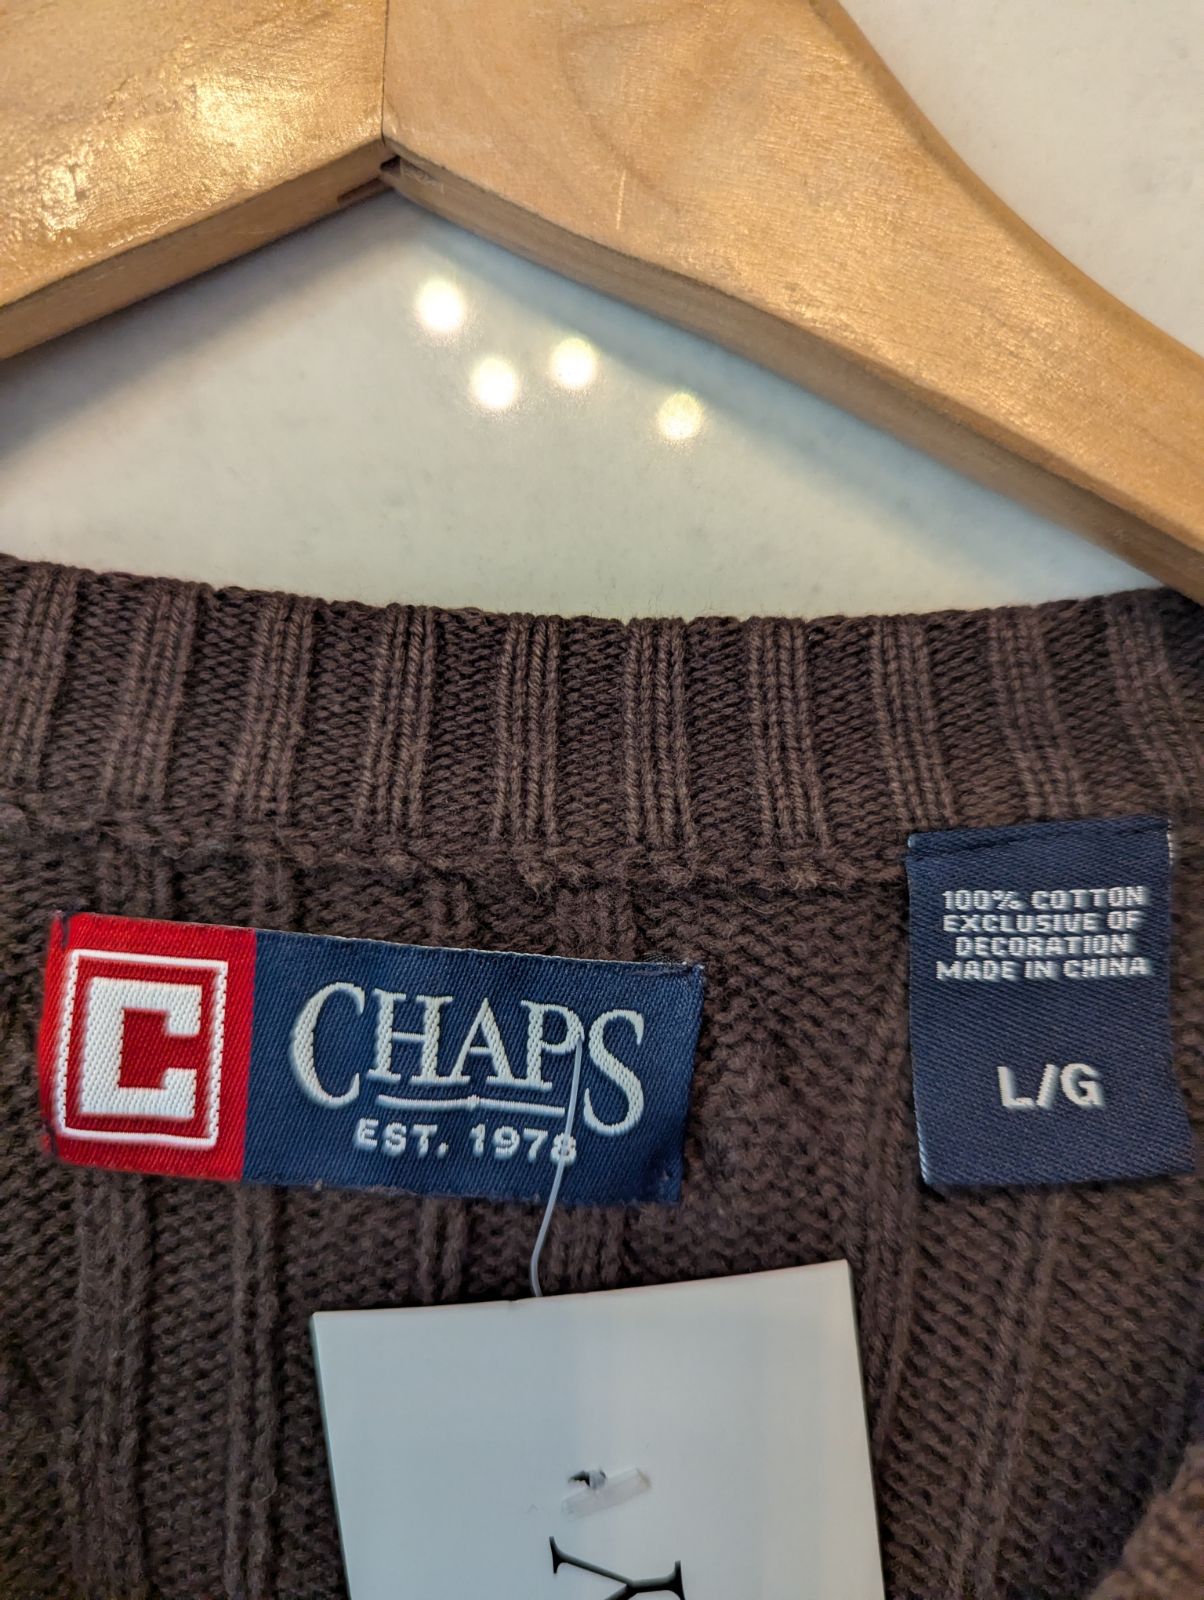 C
CHAPS
EST. 1978
100% COTTON
EXCLUSIVE OF
DECORATION
MADE IN CHINA
L/G
Y